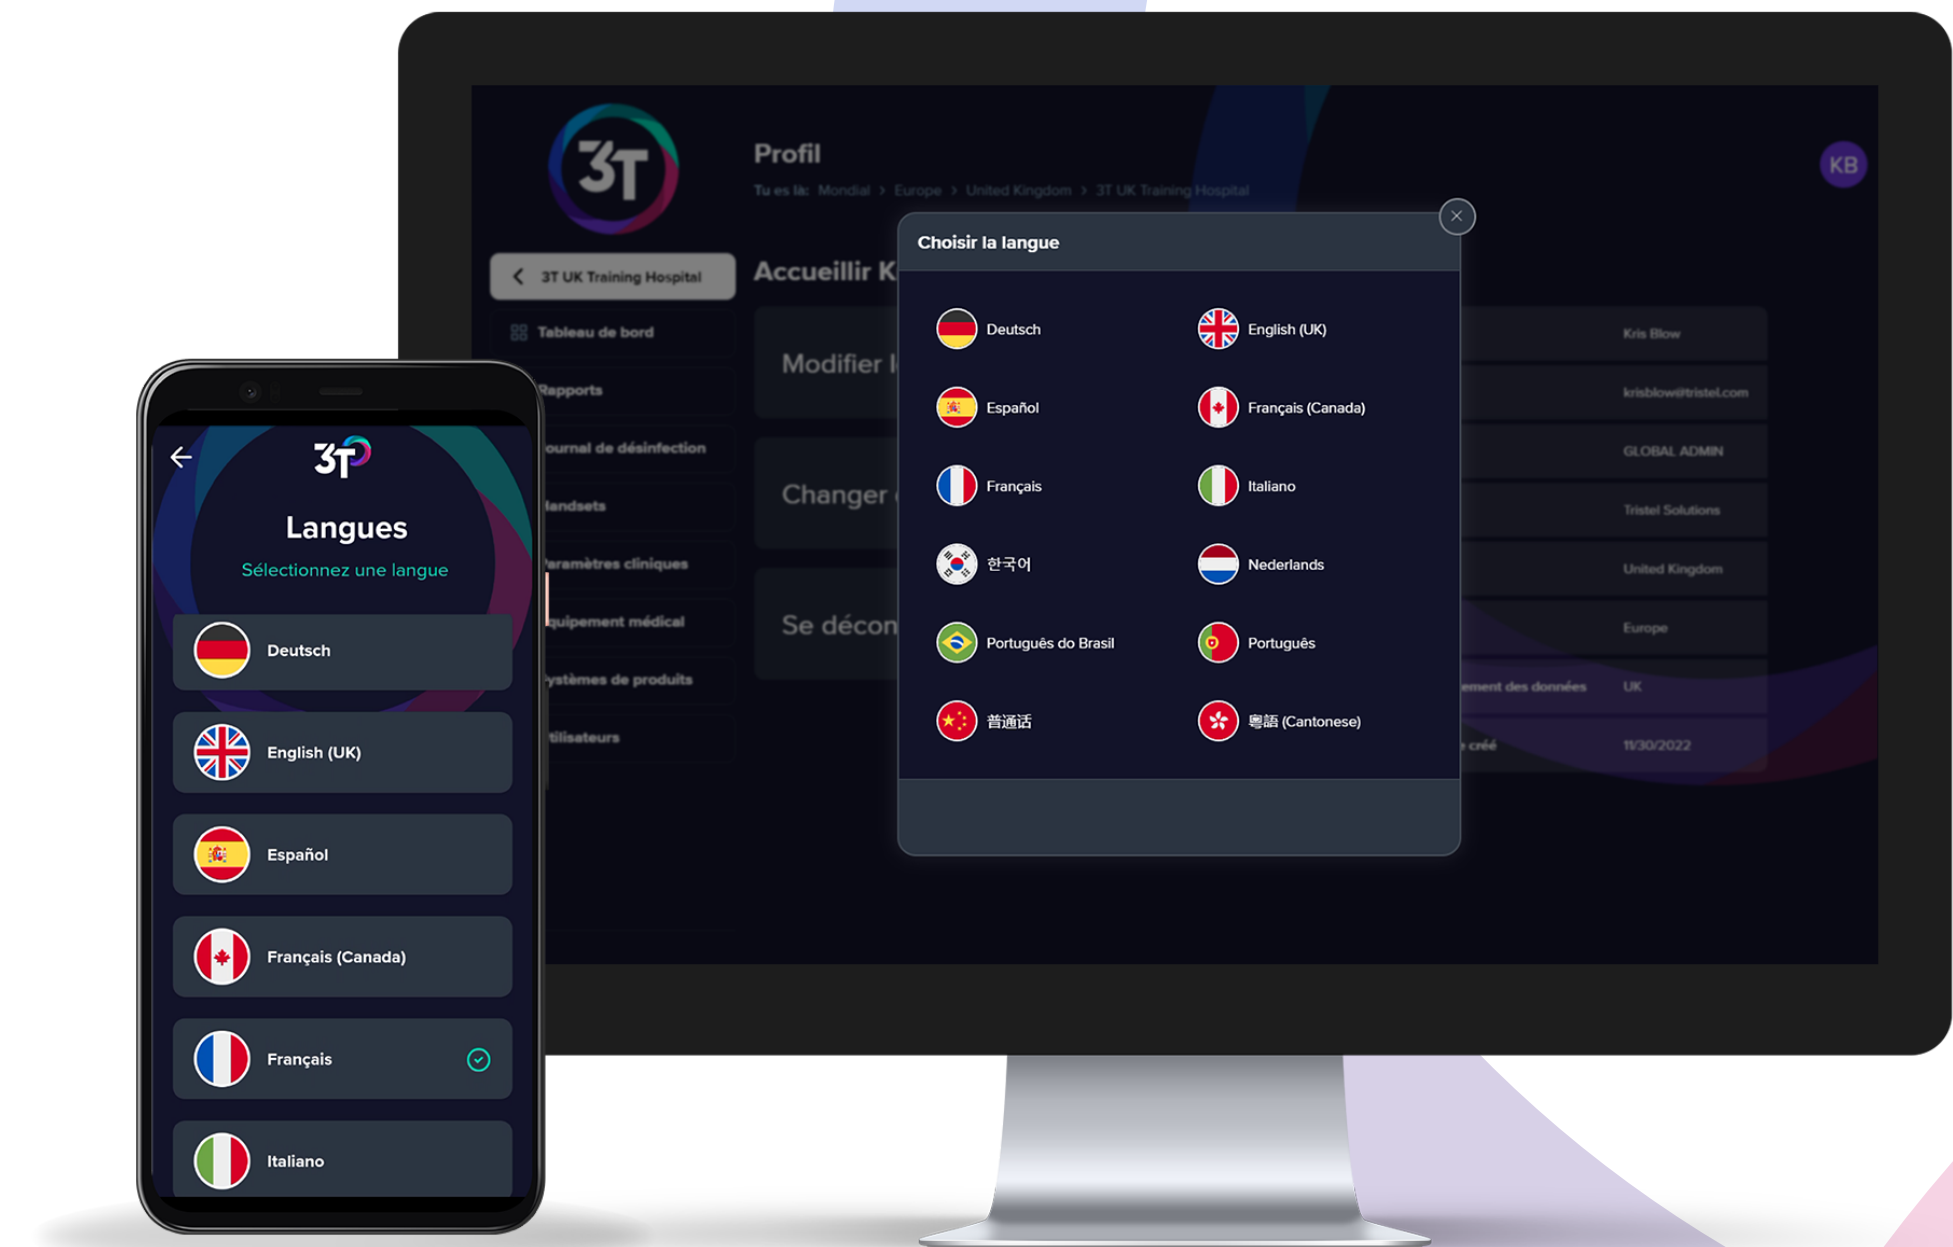 3T
Profil
KB
Tu es là: Mondial > Europe > United Kingdom > 3T UK Training Hospital
3T UK Training Hospital
Accueillir K
Tableau de bord
Rapports
ournal de désinfection
Handsets
Paramètres cliniques
quipement médical
ystèmes de produits
tilisateurs
Modifier l
Changer
Se décon
Choisir la langue
Deutsch
English (UK)
Español
Français (Canada)
Français
Italiano
한국어
Nederlands
Português do Brasil
Português
普通话
粵語 (Cantonese)
Kris Blow
krisblow@tristel.com
GLOBAL ADMIN
Tristel Solutions
United Kingdom
Europe
ement des données
UK
créé
11/30/2022
3T
Langues
Sélectionnez une langue
Deutsch
English (UK)
Español
Français (Canada)
Français
Italiano